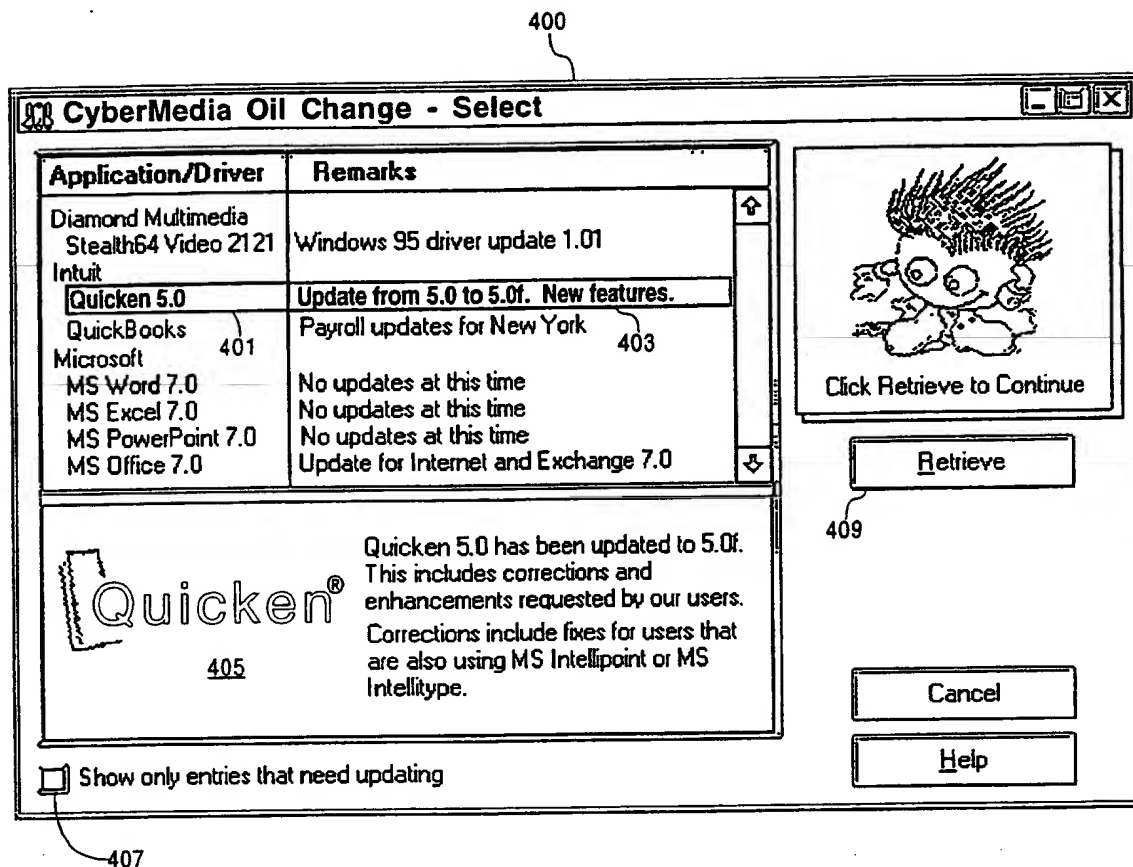 400
CyberMedia Oil Change - Select
Application/Driver Remarks
Diamond Multimedia
Stealth64 Video 2121 Windows 95 driver update 1.01
Intuit
Quicken 5.0 Update from 5.0 to 5.0f. New features.
QuickBooks Payroll updates for New York
401 403
Microsoft
MS Word 7.0 No updates at this time
MS Excel 7.0 No updates at this time
MS PowerPoint 7.0 No updates at this time
MS Office 7.0 Update for Internet and Exchange 7.0
Click Retrieve to Continue
Retrieve
409
Quicken®
405
Quicken 5.0 has been updated to 5.0f.
This includes corrections and
enhancements requested by our users.
Corrections include fixes for users that
are also using MS Intellipoint or MS
Intellitype.
Cancel
Help
Show only entries that need updating
407